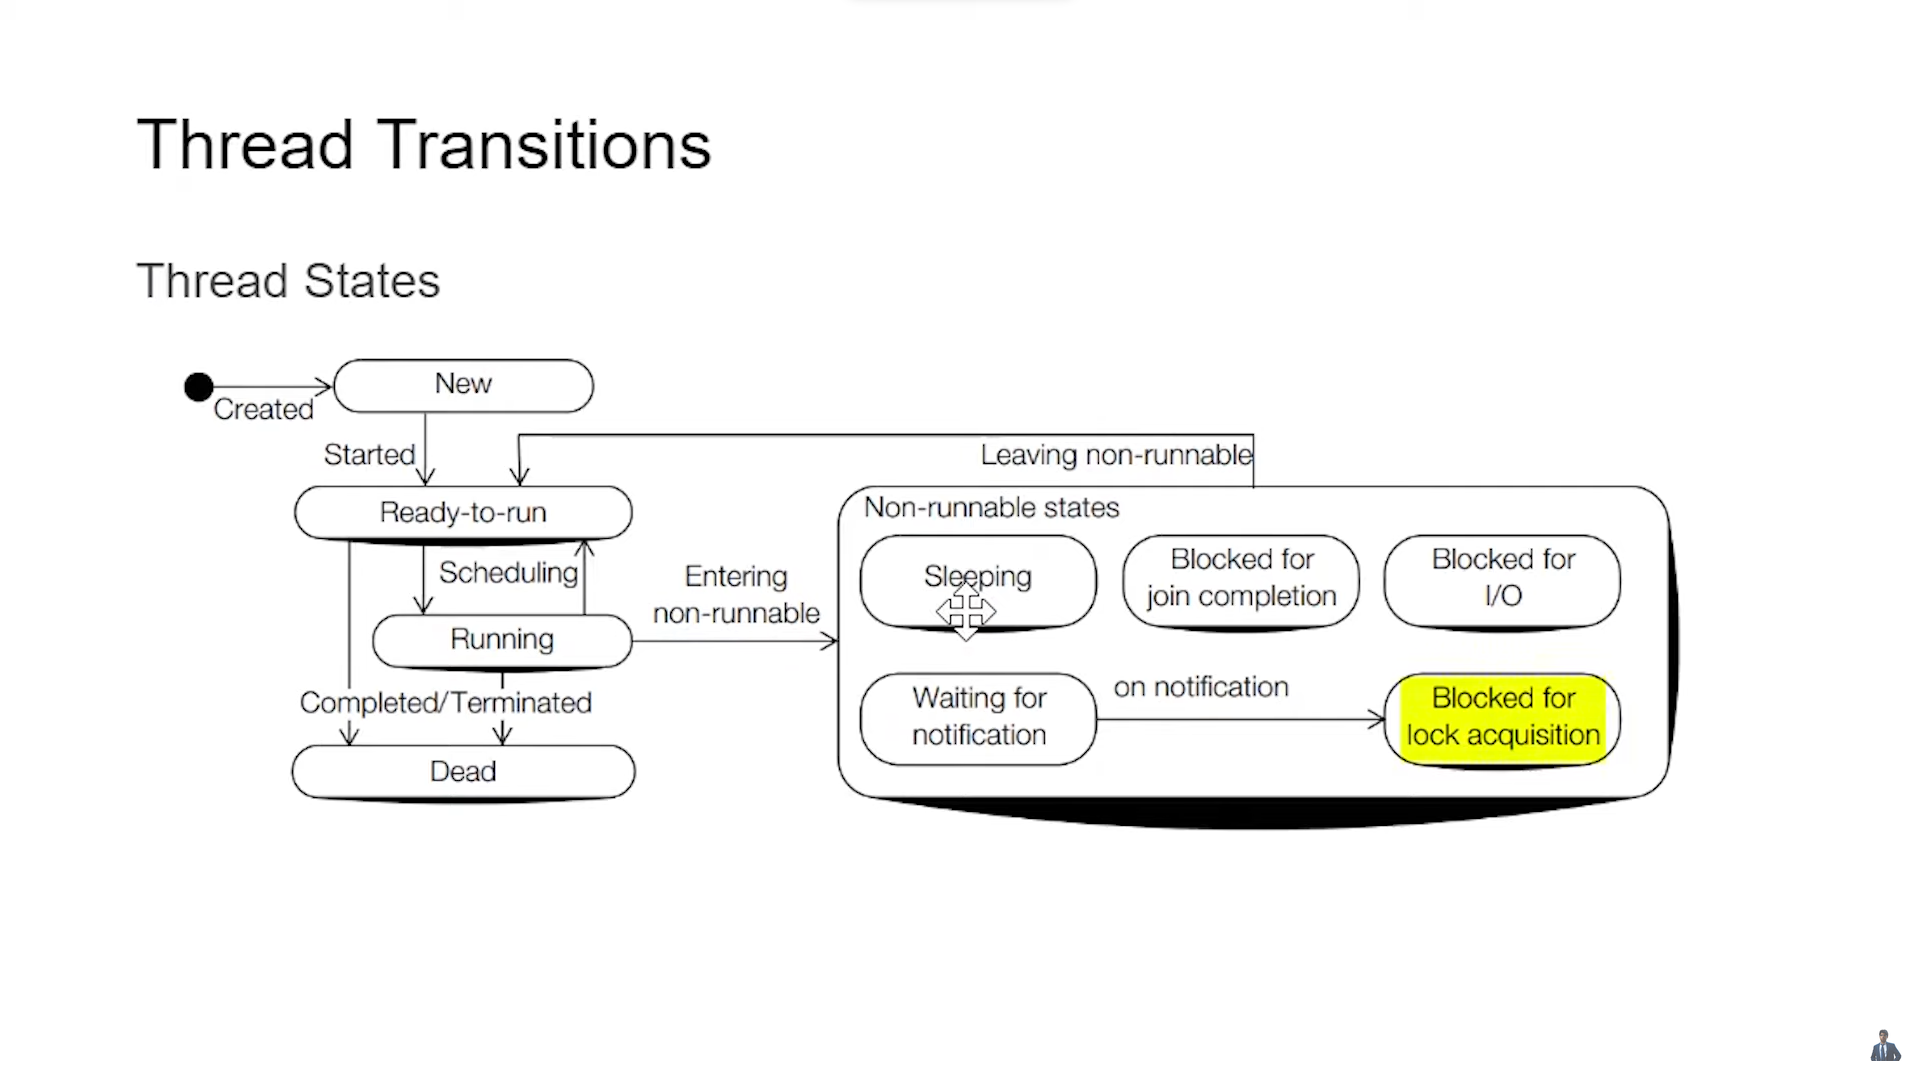 Thread Transitions
Thread States
New
Created
Started
Leaving non-runnable
Ready-to-run
Non-runnable states
Scheduling
Entering
non-runnable
Sleeping
Blocked for
join completion
Blocked for
I/O
Running
Completed/Terminated
Waiting for
notification
on notification
Blocked for
lock acquisition
Dead